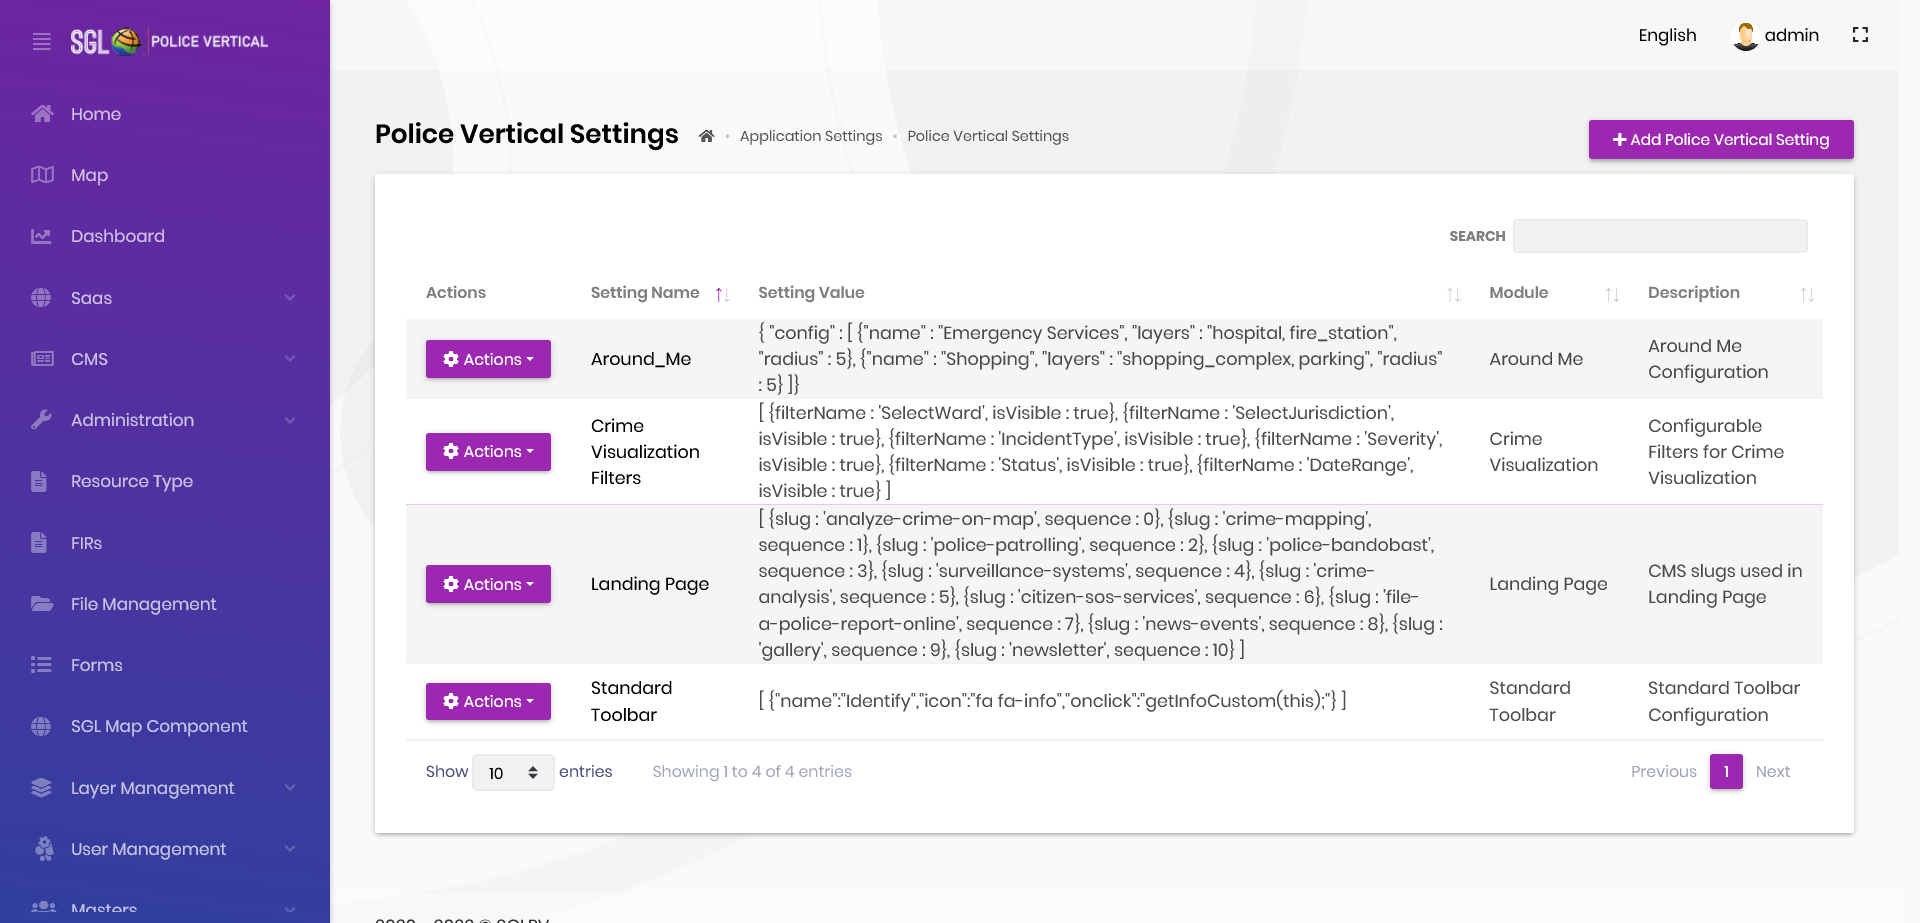 SGL POLICE VERTICAL
English admin
Home
Map
Dashboard
Saas
CMS
Administration
Resource Type
FIRs
File Management
Forms
SGL Map Component
Layer Management
User Management
Masters
Police Vertical Settings
Application Settings • Police Vertical Settings
Add Police Vertical Setting
SEARCH
Actions Setting Name Setting Value Module Description
Actions
Around_Me
{ "config" : [ {"name" : "Emergency Services", "layers" : "hospital, fire_station",
"radius" : 5}, {"name" : "Shopping", "layers" : "shopping_complex, parking", "radius"
: 5} ]}
Around Me
Around Me
Configuration
Actions
Crime
Visualization
Filters
[ {filterName : 'SelectWard', isVisible : true}, {filterName : 'SelectJurisdiction',
isVisible : true}, {filterName : 'IncidentType', isVisible : true}, {filterName : 'Severity',
isVisible : true}, {filterName : 'Status', isVisible : true}, {filterName : 'DateRange',
isVisible : true} ]
Crime
Visualization
Configurable
Filters for Crime
Visualization
Actions
Landing Page
[ {slug : 'analyze-crime-on-map', sequence : 0}, {slug : 'crime-mapping',
sequence : 1}, {slug : 'police-patrolling', sequence : 2}, {slug : 'police-bandobast',
sequence : 3}, {slug : 'surveillance-systems', sequence : 4}, {slug : 'crime-
analysis', sequence : 5}, {slug : 'citizen-sos-services', sequence : 6}, {slug : 'file-
a-police-report-online', sequence : 7}, {slug : 'news-events', sequence : 8}, {slug :
'gallery', sequence : 9}, {slug : 'newsletter', sequence : 10} ]
Landing Page
CMS slugs used in
Landing Page
Actions
Standard
Toolbar
[ {"name":"Identify","icon":"fa fa-info","onclick":"getInfoCustom(this);"} ]
Standard
Toolbar
Standard Toolbar
Configuration
Show 10 entries Showing 1 to 4 of 4 entries
Previous 1 Next